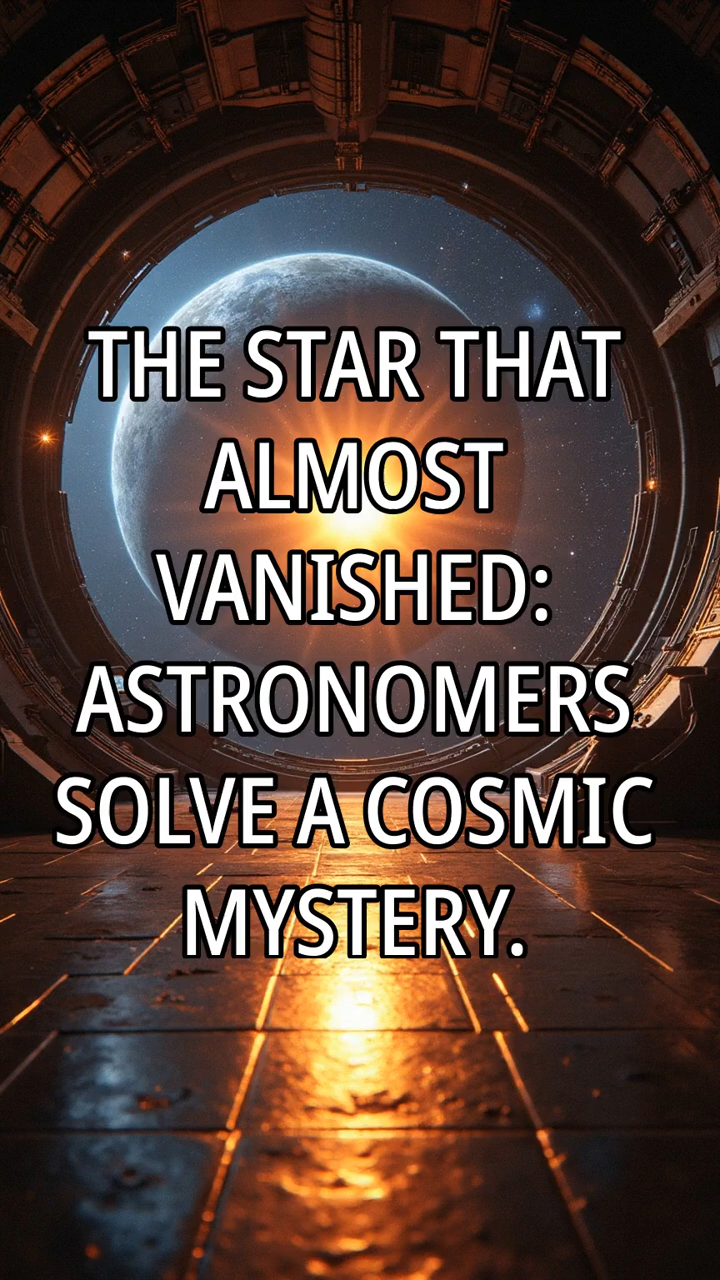 THE STAR THAT
ALMOST
VANISHED:
ASTRONOMERS
SOLVE A COSMIC
MYSTERY.